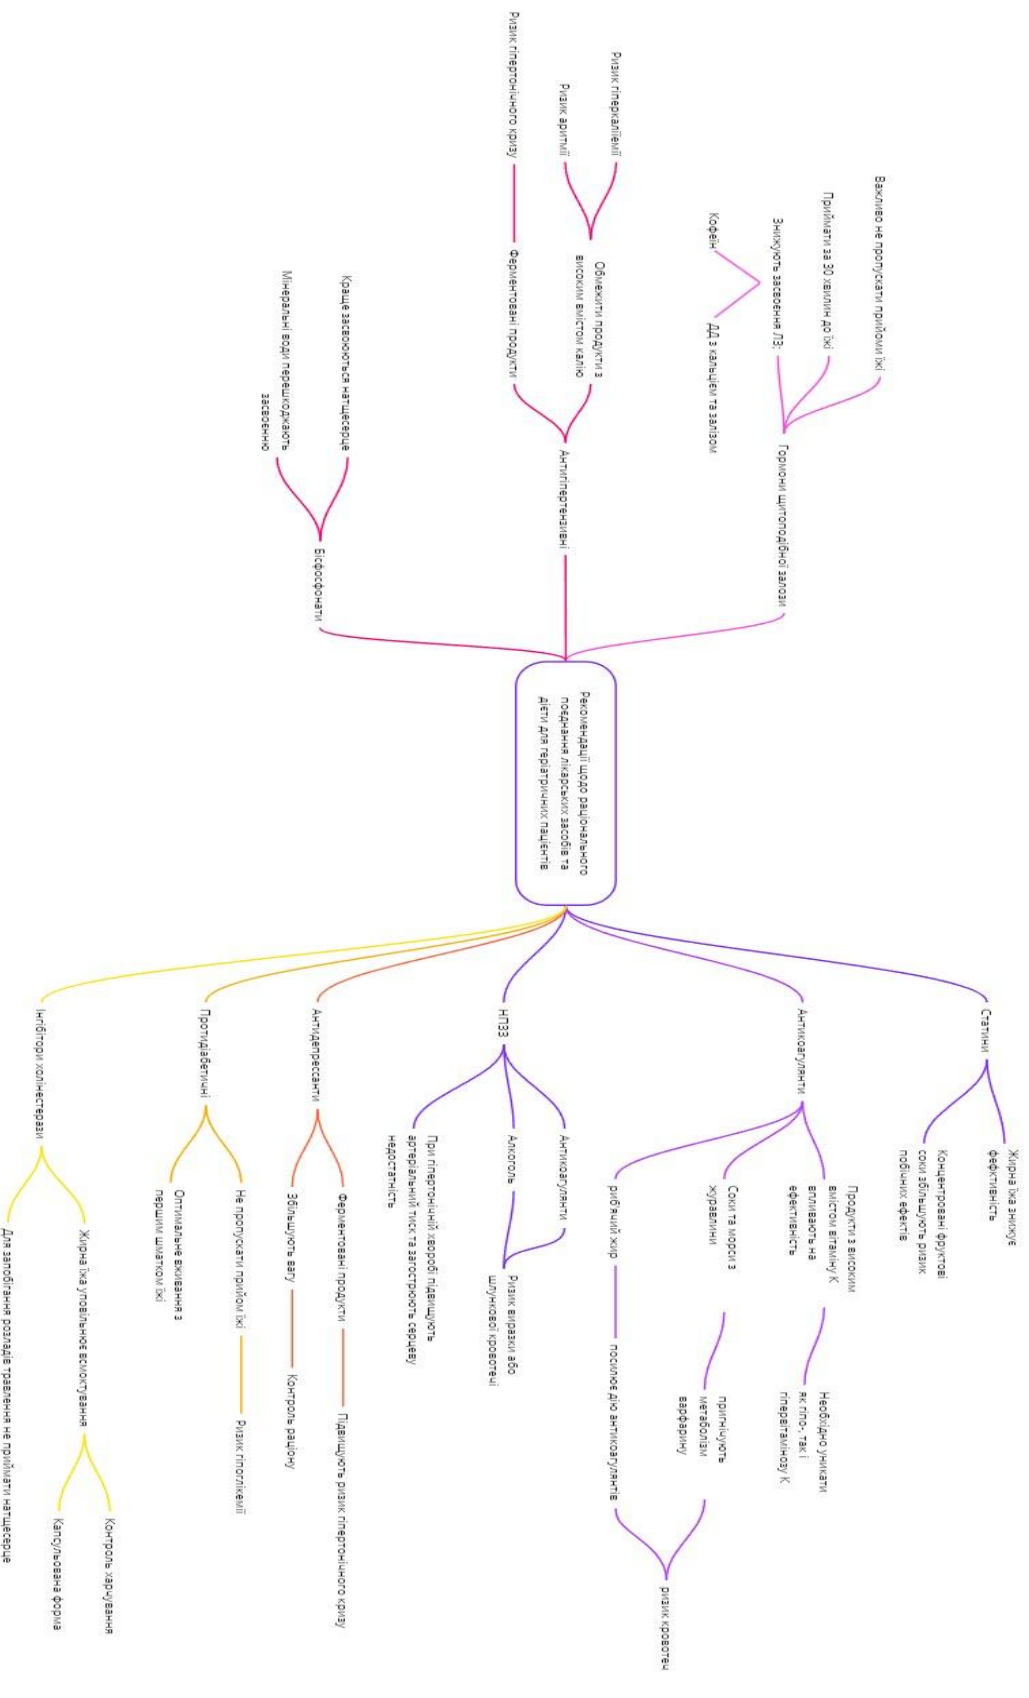 Рекомендації щодо раціонального
поєднання лікарських засобів та
дієти для геріатричних пацієнтів
Гормони щитоподібної залози
Важливо не пропускати прийоми їжі
Приймати за 30 хвилин до їжі
Знижують засвоєння ЛЗ:
Кофеїн
ДД з кальцієм та залізом
Антигіпертензивні
Обмежити продукти з
високим вмістом калію
Ризик гіперкаліємії
Ризик аритмії
Ферментовані продукти
Ризик гіпертонічного кризу
Бісфосфонати
Краще засвоюються натщесерце
Мінеральні води перешкоджають
засвоєнню
Статини
Жирна їжа знижує
ефективність
Концентровані фруктові
соки збільшують ризик
побічних ефектів
Антикоагулянти
Продукти з високим
вмістом вітаміну К
впливають на
ефективність
Необхідно уникати
як гіпо-, так і
гіпервітамінозу К
Соки та морси з
журавлини
пригнічують
метаболізм
варфарину
риб'ячий жир
посилює дію антикоагулянтів
ризик кровотеч
НПЗЗ
Антикоагулянти
Алкоголь
Ризик виразки або
шлункової кровотечі
При гіпертонічній хворобі підвищують
артеріальний тиск та загострюють серцеву
недостатність
Антидепрессанти
Ферментовані продукти
Підвищують ризик гіпертонічного кризу
Збільшують вагу
Контроль раціону
Протидіабетичні
Не пропускати прийом їжі
Ризик гіпоглікемії
Оптимальне вживання з
першим шматком їжі
Інгібітори холінестерази
Жирна їжа уповільнює всмоктування
Контроль харчування
Капсульована форма
Для запобігання розладів травлення не приймати натщесерце